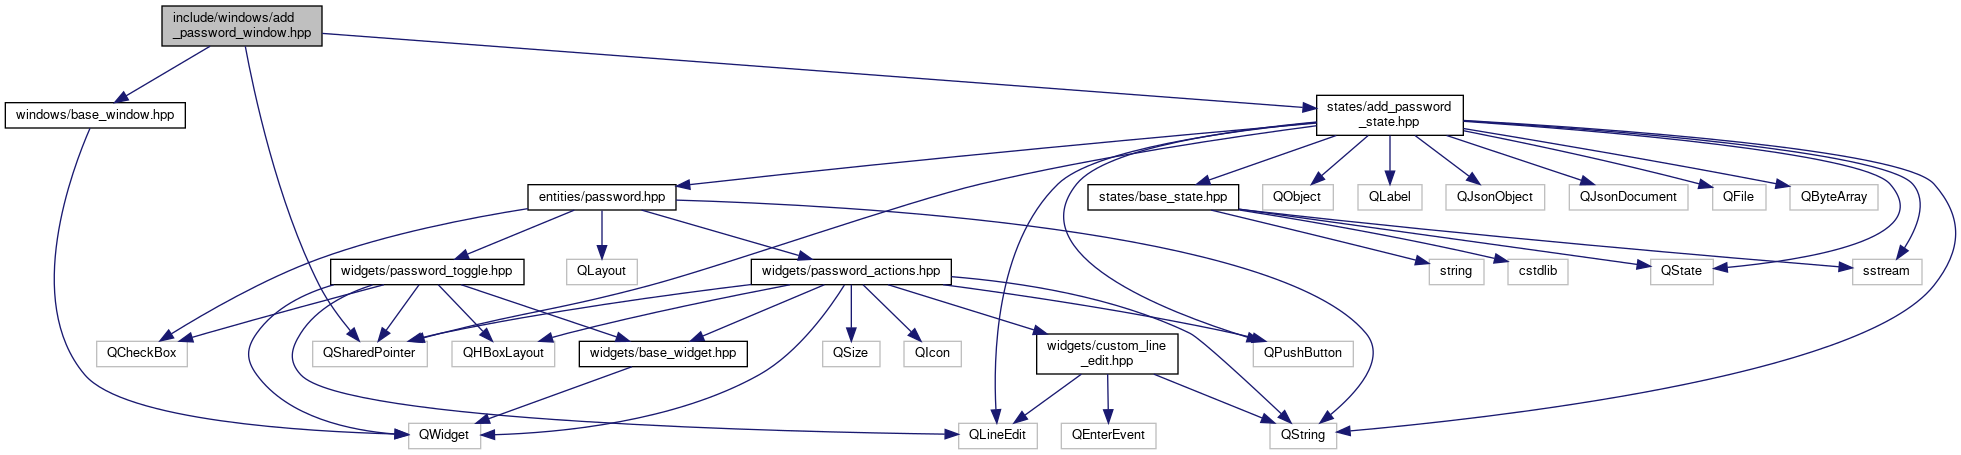 include/windows/add
_password_window.hpp
windows/base_window.hpp
states/add_password
_state.hpp
entities/password.hpp
states/base_state.hpp
QObject
QLabel
QJsonObject
QJsonDocument
QFile
QByteArray
widgets/password_toggle.hpp
QLayout
widgets/password_actions.hpp
string
cstdlib
QState
sstream
QCheckBox
QSharedPointer
QHBoxLayout
widgets/base_widget.hpp
QSize
QIcon
widgets/custom_line
_edit.hpp
QPushButton
QWidget
QLineEdit
QEnterEvent
QString